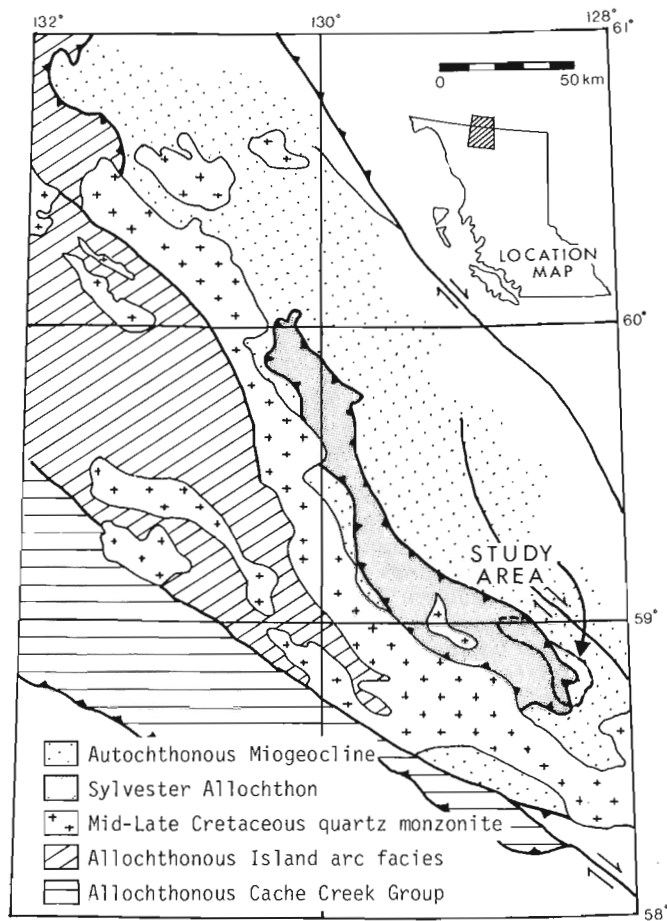 132°
130°
128°
61°
0
50 km
LOCATION
MAP
60°
STUDY
AREA
59°
Autochthonous Miogeocline
Sylvester Allochthon
Mid-Late Cretaceous quartz monzonite
Allochthonous Island arc facies
Allochthonous Cache Creek Group
58°